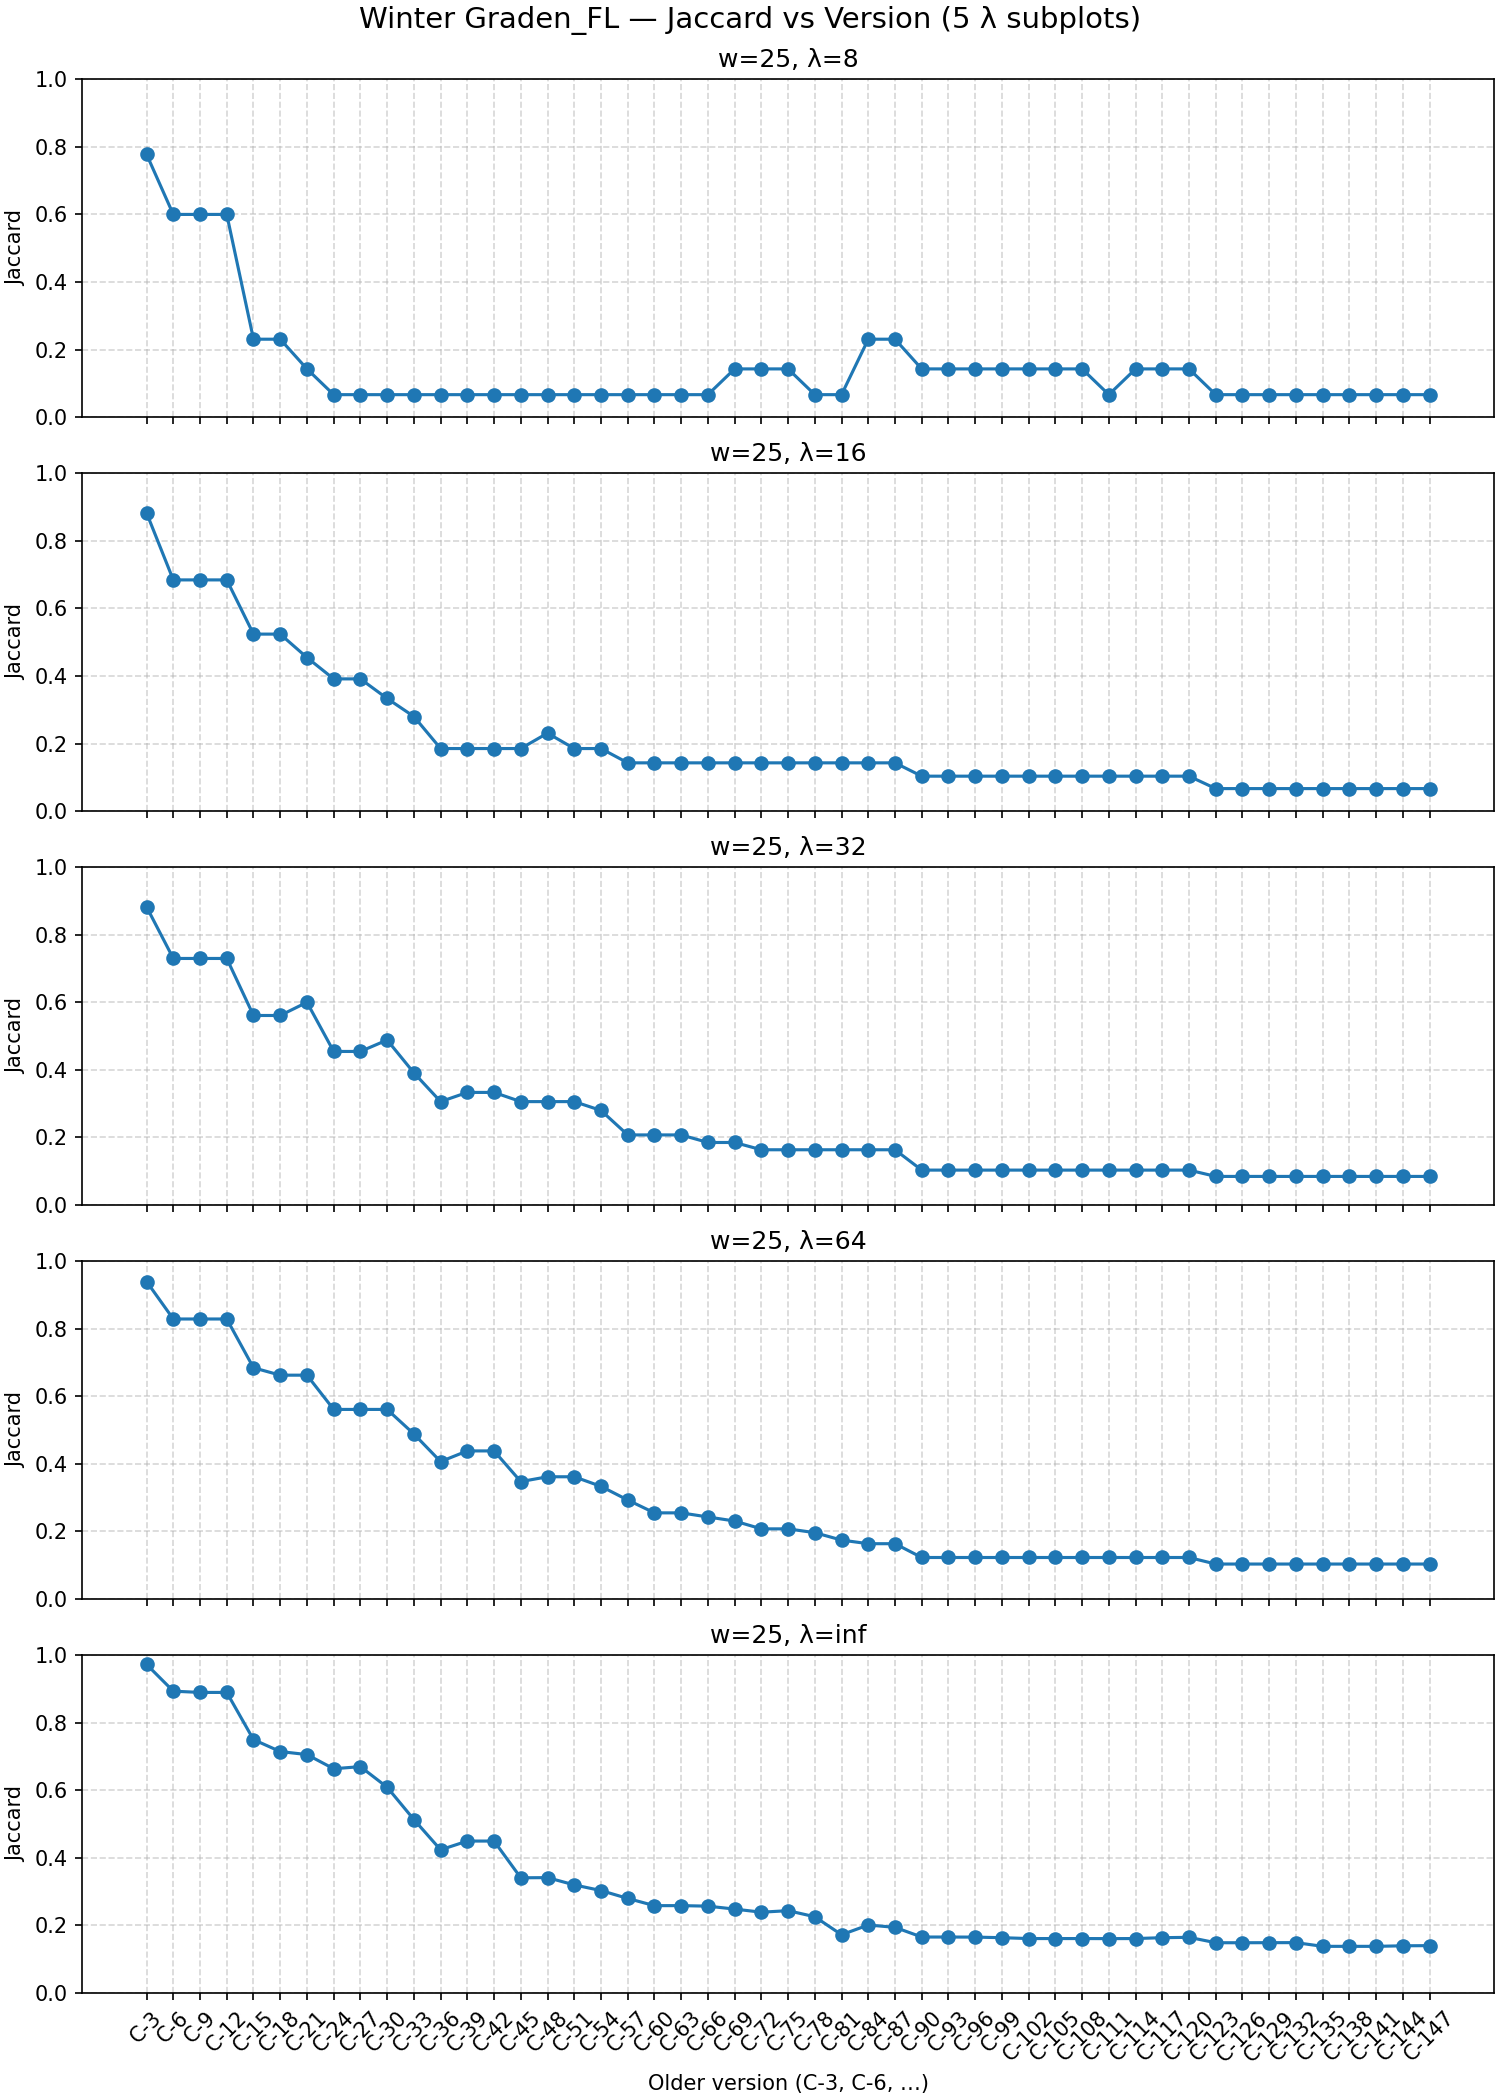 Winter Graden_FL — Jaccard vs Version (5 λ subplots)
w=25, λ=8
1.0
0.8
0.6
0.4
0.2
0.0
Jaccard
w=25, λ=16
1.0
0.8
0.6
0.4
0.2
0.0
Jaccard
w=25, λ=32
1.0
0.8
0.6
0.4
0.2
0.0
Jaccard
w=25, λ=64
1.0
0.8
0.6
0.4
0.2
0.0
Jaccard
w=25, λ=inf
1.0
0.8
0.6
0.4
0.2
0.0
Jaccard
C-3 C-6 C-9 C-12 C-15 C-18 C-21 C-24 C-27 C-30 C-33 C-36 C-39 C-42 C-45 C-48 C-51 C-54 C-57 C-60 C-63 C-66 C-69 C-72 C-75 C-78 C-81 C-84 C-87 C-90 C-93 C-96 C-99 C-102 C-105 C-108 C-111 C-114 C-117 C-120 C-123 C-126 C-129 C-132 C-135 C-138 C-141 C-144 C-147
Older version (C-3, C-6, ...)